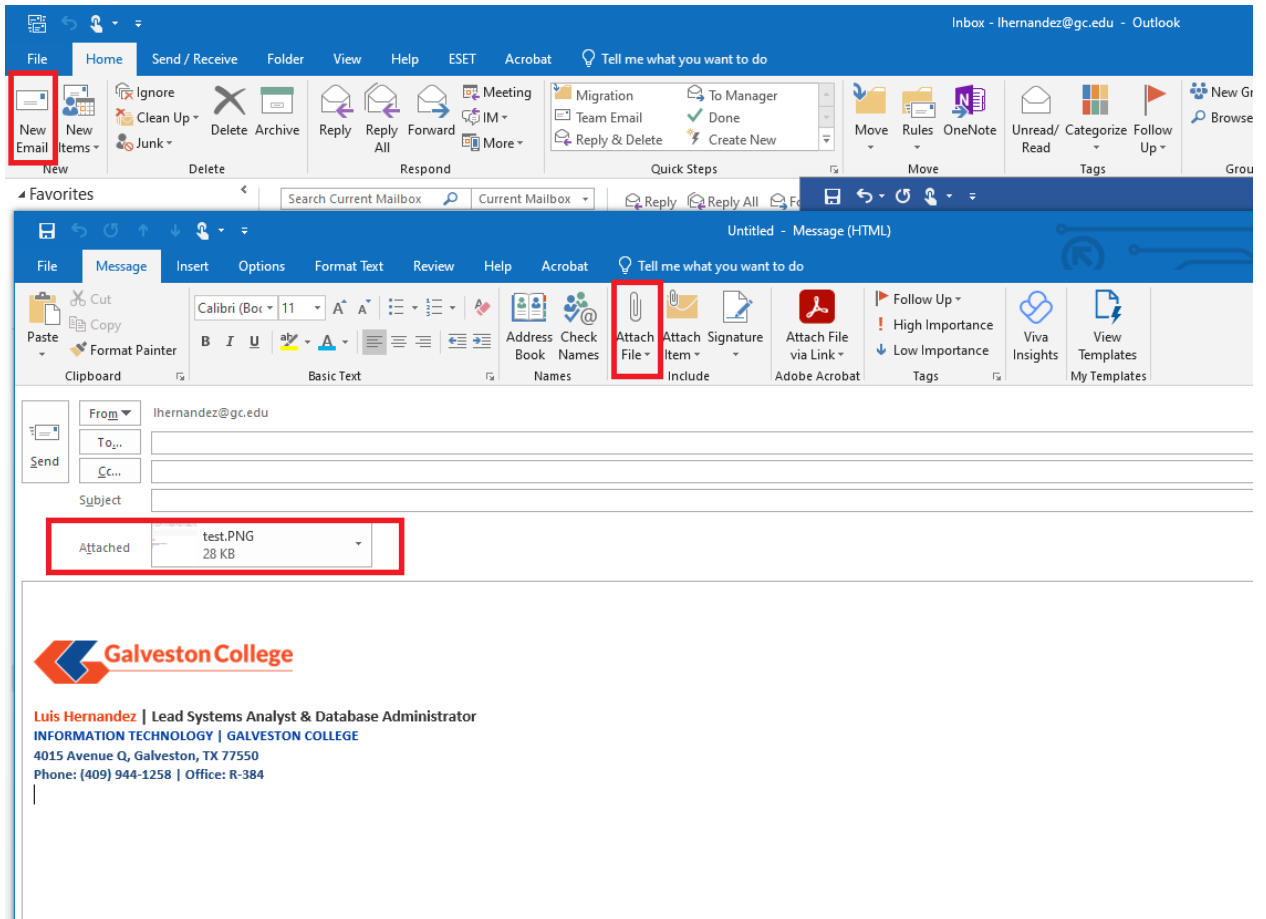 Inbox - lhernandez@gc.edu - Outlook
File Home Send / Receive Folder View Help ESET Acrobat Tell me what you want to do
New Email
New Items
Ignore
Clean Up
Junk
Delete Archive
Reply Reply All Forward
Meeting
IM
More
Migration To Manager
Team Email Done
Reply & Delete Create New
Move Rules OneNote
Unread/ Read Categorize Follow Up
New Gr
Browse
New Delete Respond Quick Steps Move Tags Grou
Favorites
Search Current Mailbox Current Mailbox Reply Reply All Fo
Untitled - Message (HTML)
File Message Insert Options Format Text Review Help Acrobat Tell me what you want to do
Paste
Cut
Copy
Format Painter
Calibri (Boc 11 A A
B I U ab A
Address Book Check Names
Attach File Attach Item Signature
Attach File via Link
Follow Up
High Importance
Low Importance
Viva Insights
View Templates
Clipboard Basic Text Names Include Adobe Acrobat Tags My Templates
Send
From lhernandez@gc.edu
To...
Cc...
Subject
Attached test.PNG
28 KB
Galveston College
Luis Hernandez | Lead Systems Analyst & Database Administrator
INFORMATION TECHNOLOGY | GALVESTON COLLEGE
4015 Avenue Q, Galveston, TX 77550
Phone: (409) 944-1258 | Office: R-384